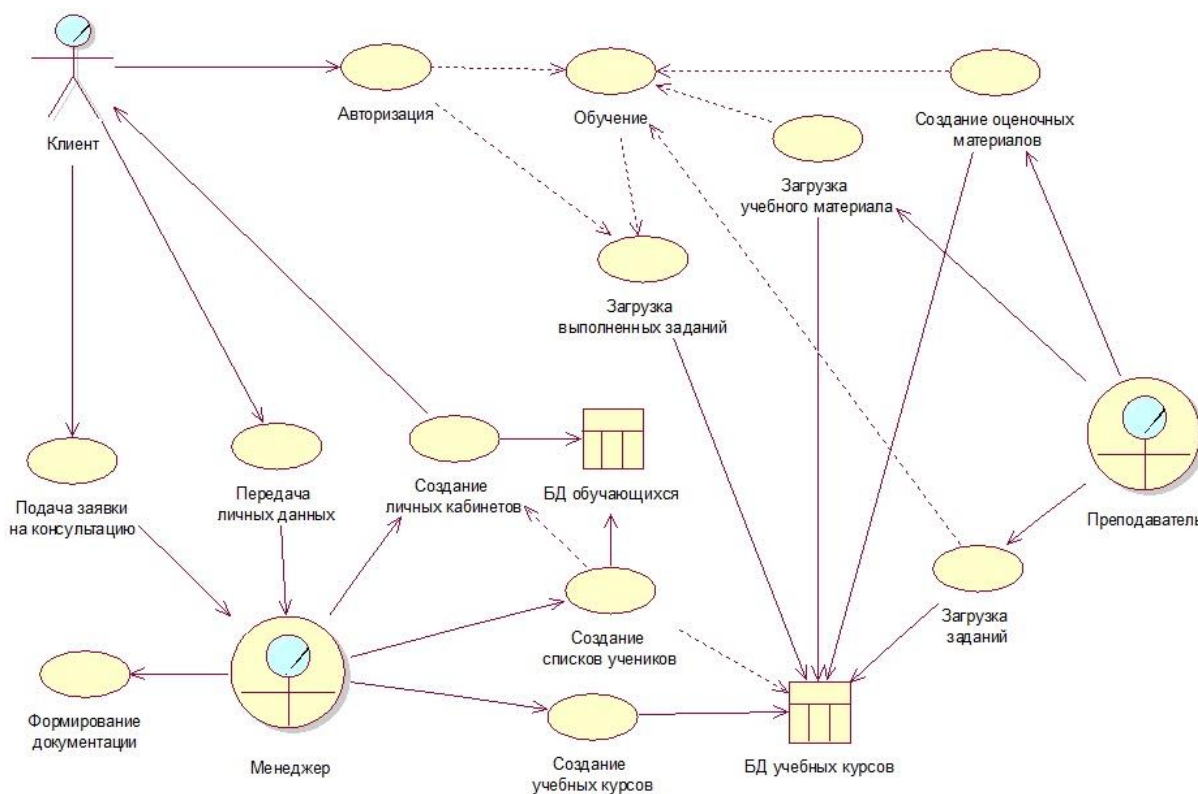 Авторизация
Обучение
Создание оценочных
материалов
Клиент
Загрузка
учебного материала
Загрузка
выполненных заданий
Подача заявки
на консультацию
Передача
личных данных
Создание
личных кабинетов
БД обучающихся
Преподаватель
Загрузка
заданий
Создание
списков учеников
Формирование
документации
Менеджер
Создание
учебных курсов
БД учебных курсов